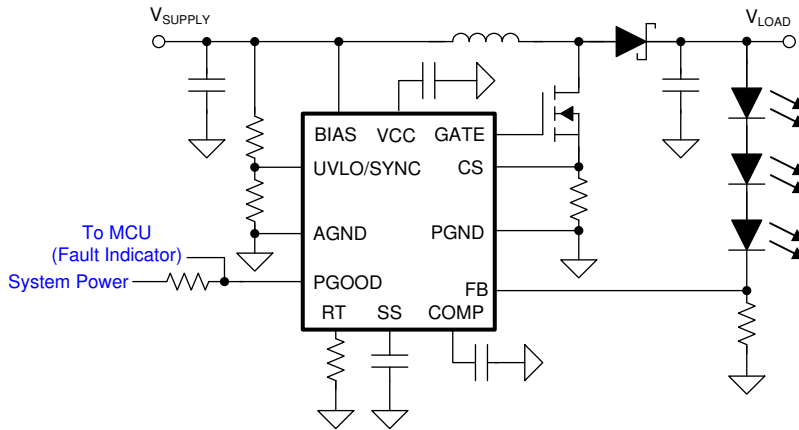 VSUPPLY
VLOAD
BIAS VCC GATE
UVLO/SYNC CS
AGND PGND
To MCU
(Fault Indicator)
System Power
PGOOD FB
RT SS COMP